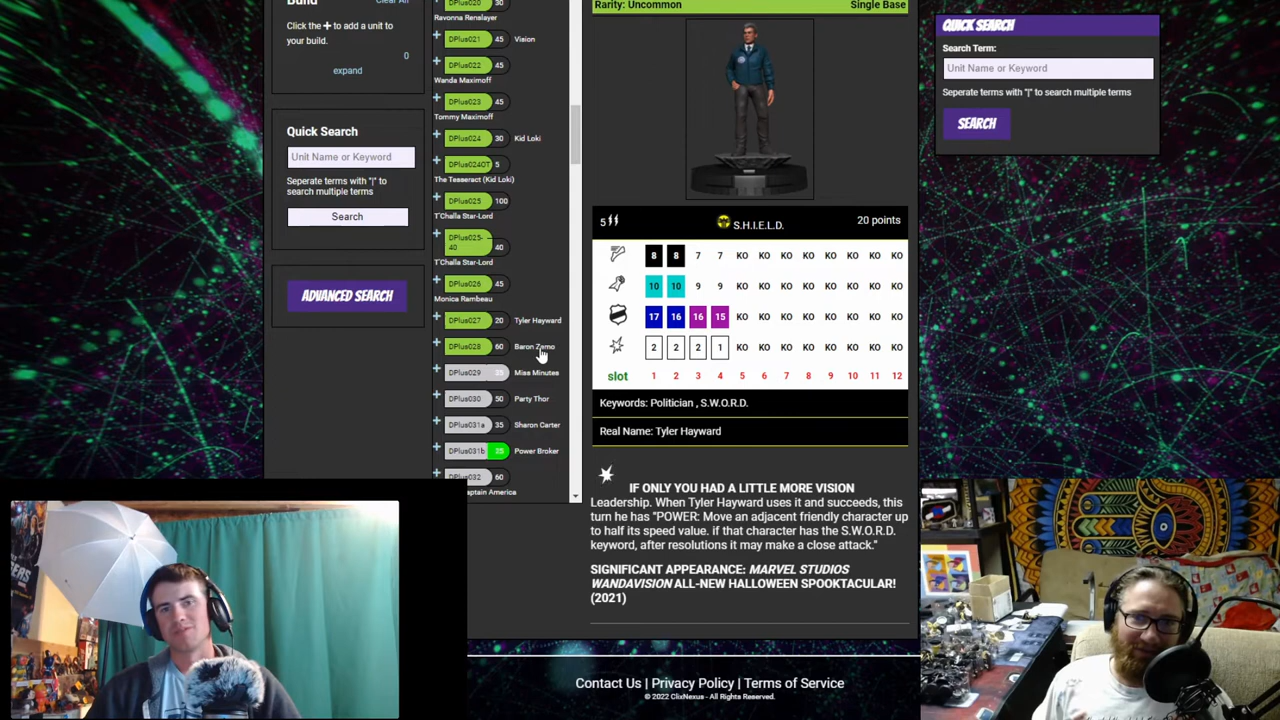 Build
Clear All
Click the + to add a unit to
your build.
0
expand
Quick Search
Unit Name or Keyword
Seperate terms with "|" to
search multiple terms
Search
ADVANCED SEARCH
DPlus020 30
Ravonna Renslayer
DPlus021 45 Vision
DPlus022 45
Wanda Maximoff
DPlus023 45
Tommy Maximoff
DPlus024 30 Kid Loki
DPlus024OT 5
The Tesseract (Kid Loki)
DPlus025 100
T'Challa Star-Lord
DPlus025-
40 40
T'Challa Star-Lord
DPlus026 45
Monica Rambeau
DPlus027 20 Tyler Hayward
DPlus028 60 Baron Zemo
DPlus029 35 Miss Minutes
DPlus030 50 Party Thor
DPlus031a 35 Sharon Carter
DPlus031b 25 Power Broker
DPlus032 60
Captain America
Rarity: Uncommon Single Base
5 S.H.I.E.L.D. 20 points
8 8 7 7 KO KO KO KO KO KO KO KO
10 10 9 9 KO KO KO KO KO KO KO KO
17 16 16 15 KO KO KO KO KO KO KO KO
2 2 2 1 KO KO KO KO KO KO KO KO
slot 1 2 3 4 5 6 7 8 9 10 11 12
Keywords: Politician , S.W.O.R.D.
Real Name: Tyler Hayward
IF ONLY YOU HAD A LITTLE MORE VISION
Leadership. When Tyler Hayward uses it and succeeds, this
turn he has "POWER: Move an adjacent friendly character up
to half its speed value. if that character has the S.W.O.R.D.
keyword, after resolutions it may make a close attack."
SIGNIFICANT APPEARANCE: MARVEL STUDIOS
WANDAVISION ALL-NEW HALLOWEEN SPOOKTACULAR!
(2021)
Contact Us | Privacy Policy | Terms of Service
© 2022 ClixNexus - All Rights Reserved.
QUICK SEARCH
Search Term:
Unit Name or Keyword
Seperate terms with "|" to search multiple terms
SEARCH